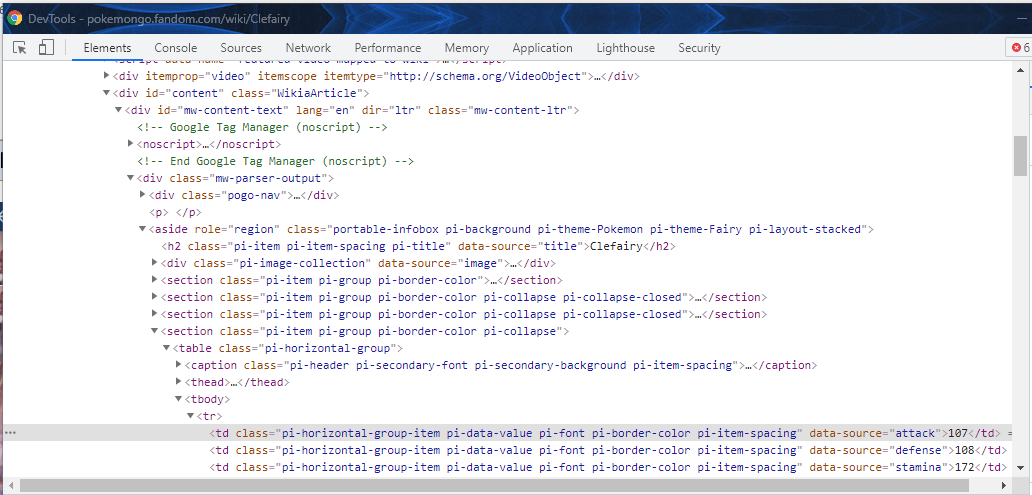 DevTools - pokemongo.fandom.com/wiki/Clefairy
Elements Console Sources Network Performance Memory Application Lighthouse Security 6
<script data-name="featured-video mapped to wiki">…</script>
<div itemprop="video" itemscope itemtype="http://schema.org/VideoObject">…</div>
<div id="content" class="WikiaArticle">
<div id="mw-content-text" lang="en" dir="ltr" class="mw-content-ltr">
<!-- Google Tag Manager (noscript) -->
<noscript>…</noscript>
<!-- End Google Tag Manager (noscript) -->
<div class="mw-parser-output">
<div class="pogo-nav">…</div>
<p> </p>
<aside role="region" class="portable-infobox pi-background pi-theme-Pokemon pi-theme-Fairy pi-layout-stacked">
<h2 class="pi-item pi-item-spacing pi-title" data-source="title">Clefairy</h2>
<div class="pi-image-collection" data-source="image">…</div>
<section class="pi-item pi-group pi-border-color">…</section>
<section class="pi-item pi-group pi-border-color pi-collapse pi-collapse-closed">…</section>
<section class="pi-item pi-group pi-border-color pi-collapse pi-collapse-closed">…</section>
<section class="pi-item pi-group pi-border-color pi-collapse">
<table class="pi-horizontal-group">
<caption class="pi-header pi-secondary-font pi-secondary-background pi-item-spacing">…</caption>
<thead>…</thead>
<tbody>
<tr>
<td class="pi-horizontal-group-item pi-data-value pi-font pi-border-color pi-item-spacing" data-source="attack">107</td> =
<td class="pi-horizontal-group-item pi-data-value pi-font pi-border-color pi-item-spacing" data-source="defense">108</td>
<td class="pi-horizontal-group-item pi-data-value pi-font pi-border-color pi-item-spacing" data-source="stamina">172</td>